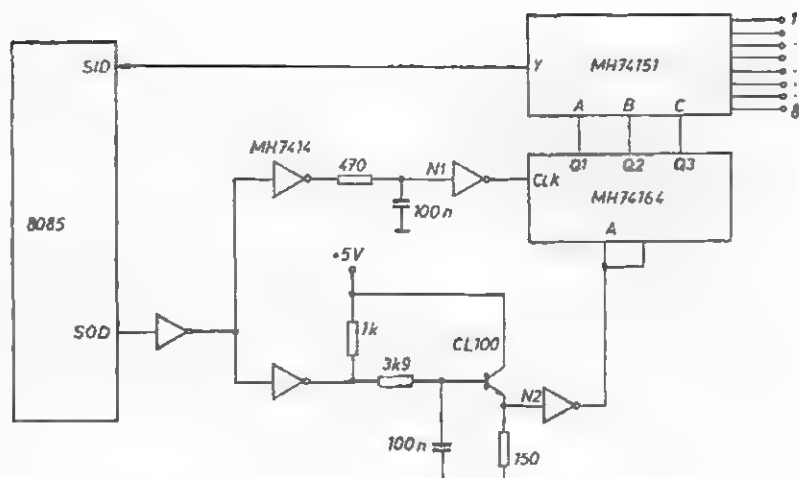 1
SID
Y
MH74151
8
A B C
MH7414
470
N1
Q1 Q2 Q3
CLK
MH74164
100n
A
8085
+5V
SOD
1k
CL100
3k9
N2
100n
150